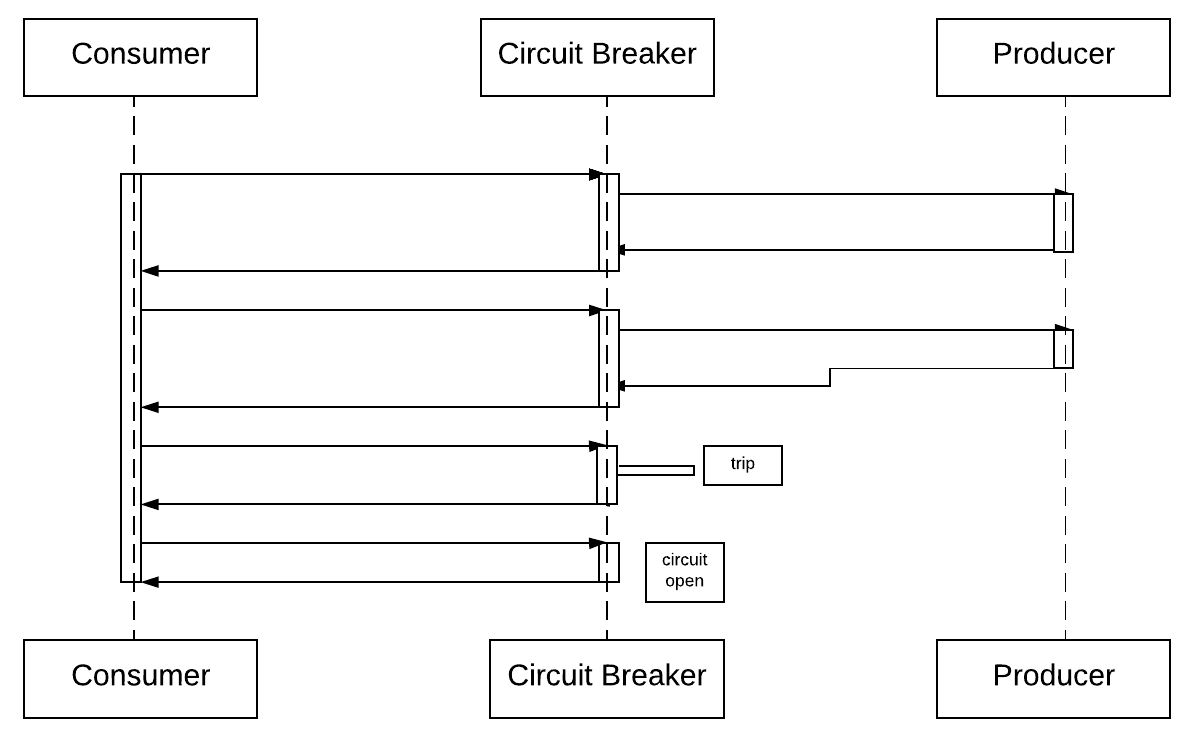 Consumer
Circuit Breaker
Producer
trip
circuit
open
Consumer
Circuit Breaker
Producer